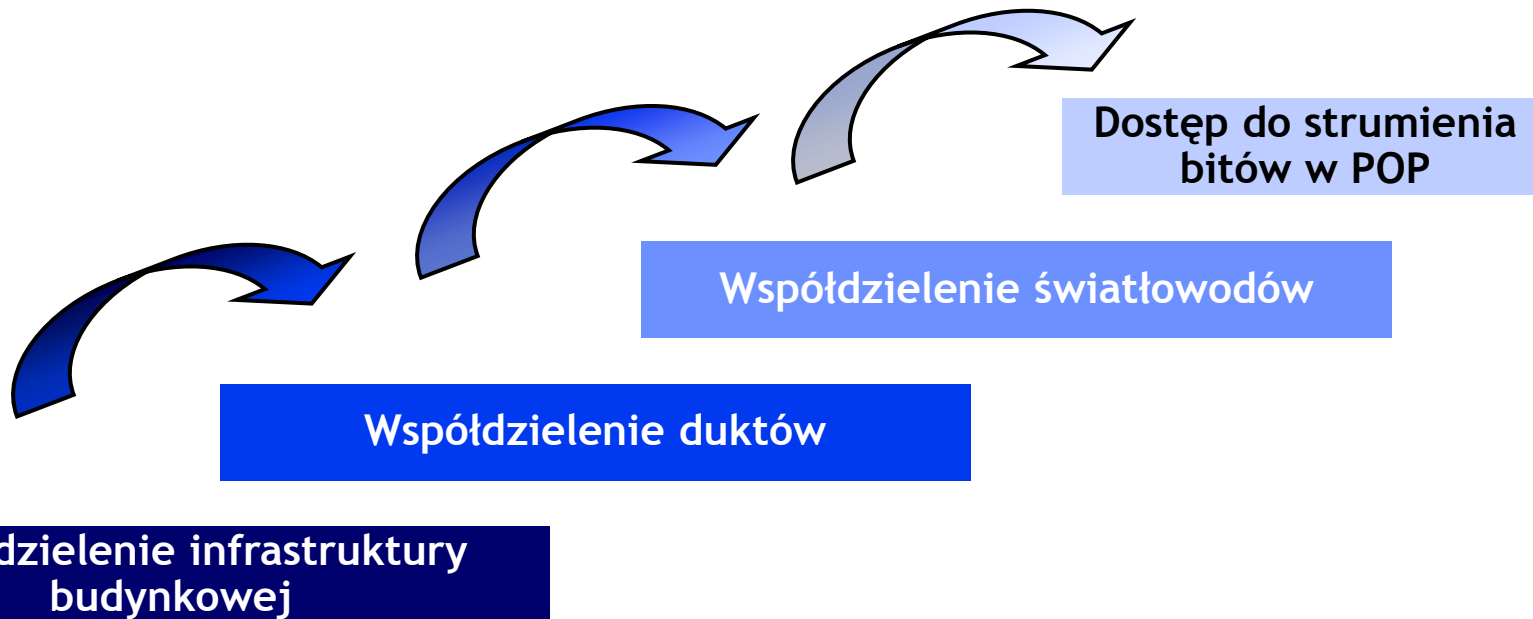 Dostęp do strumienia
bitów w POP
Współdzielenie światłowodów
Współdzielenie duktów
dzielenie infrastruktury
budynkowej